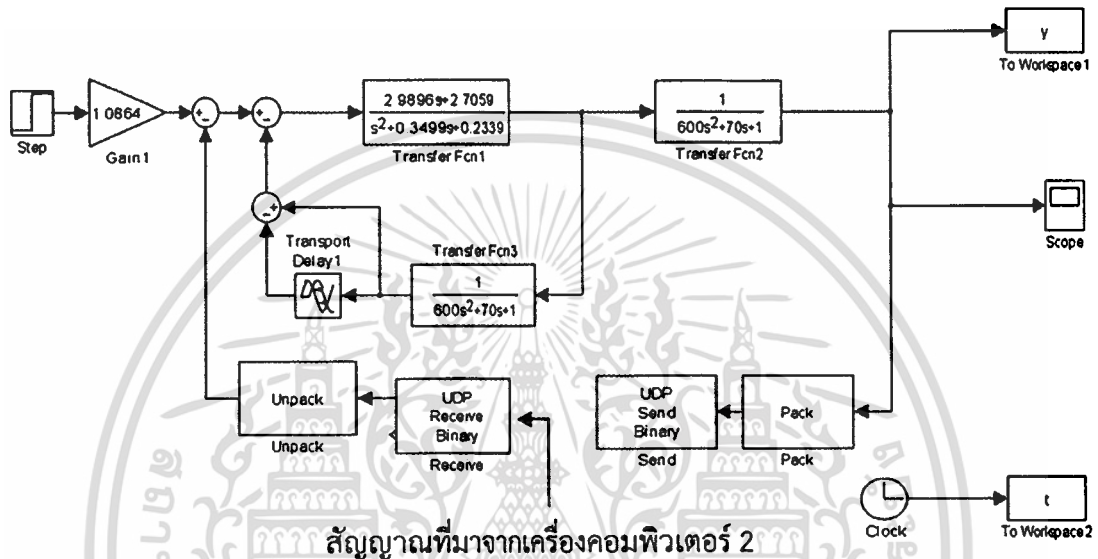 y
To Workspace1
Step
1 0864
Gain1
2 9896s+2 7059
s²+0.3499s+0.2339
Transfer Fcn1
1
600s²+70s+1
Transfer Fcn2
Scope
Transport
Delay1
Transfer Fcn3
1
600s²+70s+1
Unpack
Unpack
UDP
Receive
Binary
Receive
UDP
Send
Binary
Send
Pack
Pack
Clock
t
To Workspace2
สัญญาณที่มาจากเครื่องคอมพิวเตอร์ 2